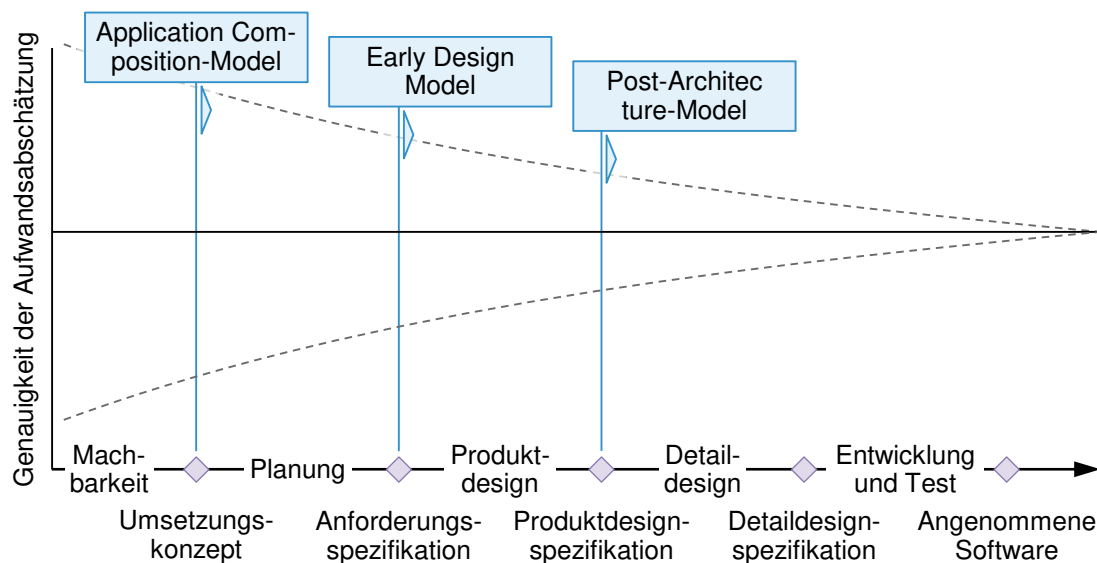 Genauigkeit der Aufwandsabschätzung
Application Com-
position-Model
Early Design
Model
Post-Architec
ture-Model
Mach-
barkeit
Planung
Produkt-
design
Detail-
design
Entwicklung
und Test
Umsetzungs-
konzept
Anforderungs-
spezifikation
Produktdesign-
spezifikation
Detaildesign-
spezifikation
Angenommene
Software